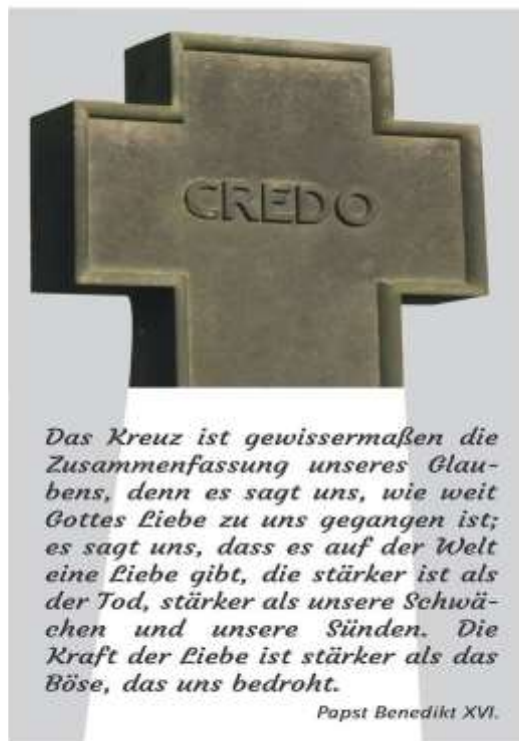 CREDO
Das Kreuz ist gewissermaßen die
Zusammenfassung unseres Glau-
bens, denn es sagt uns, wie weit
Gottes Liebe zu uns gegangen ist;
es sagt uns, dass es auf der Welt
eine Liebe gibt, die stärker ist als
der Tod, stärker als unsere Schwä-
chen und unsere Sünden. Die
Kraft der Liebe ist stärker als das
Böse, das uns bedroht.
Papst Benedikt XVI.